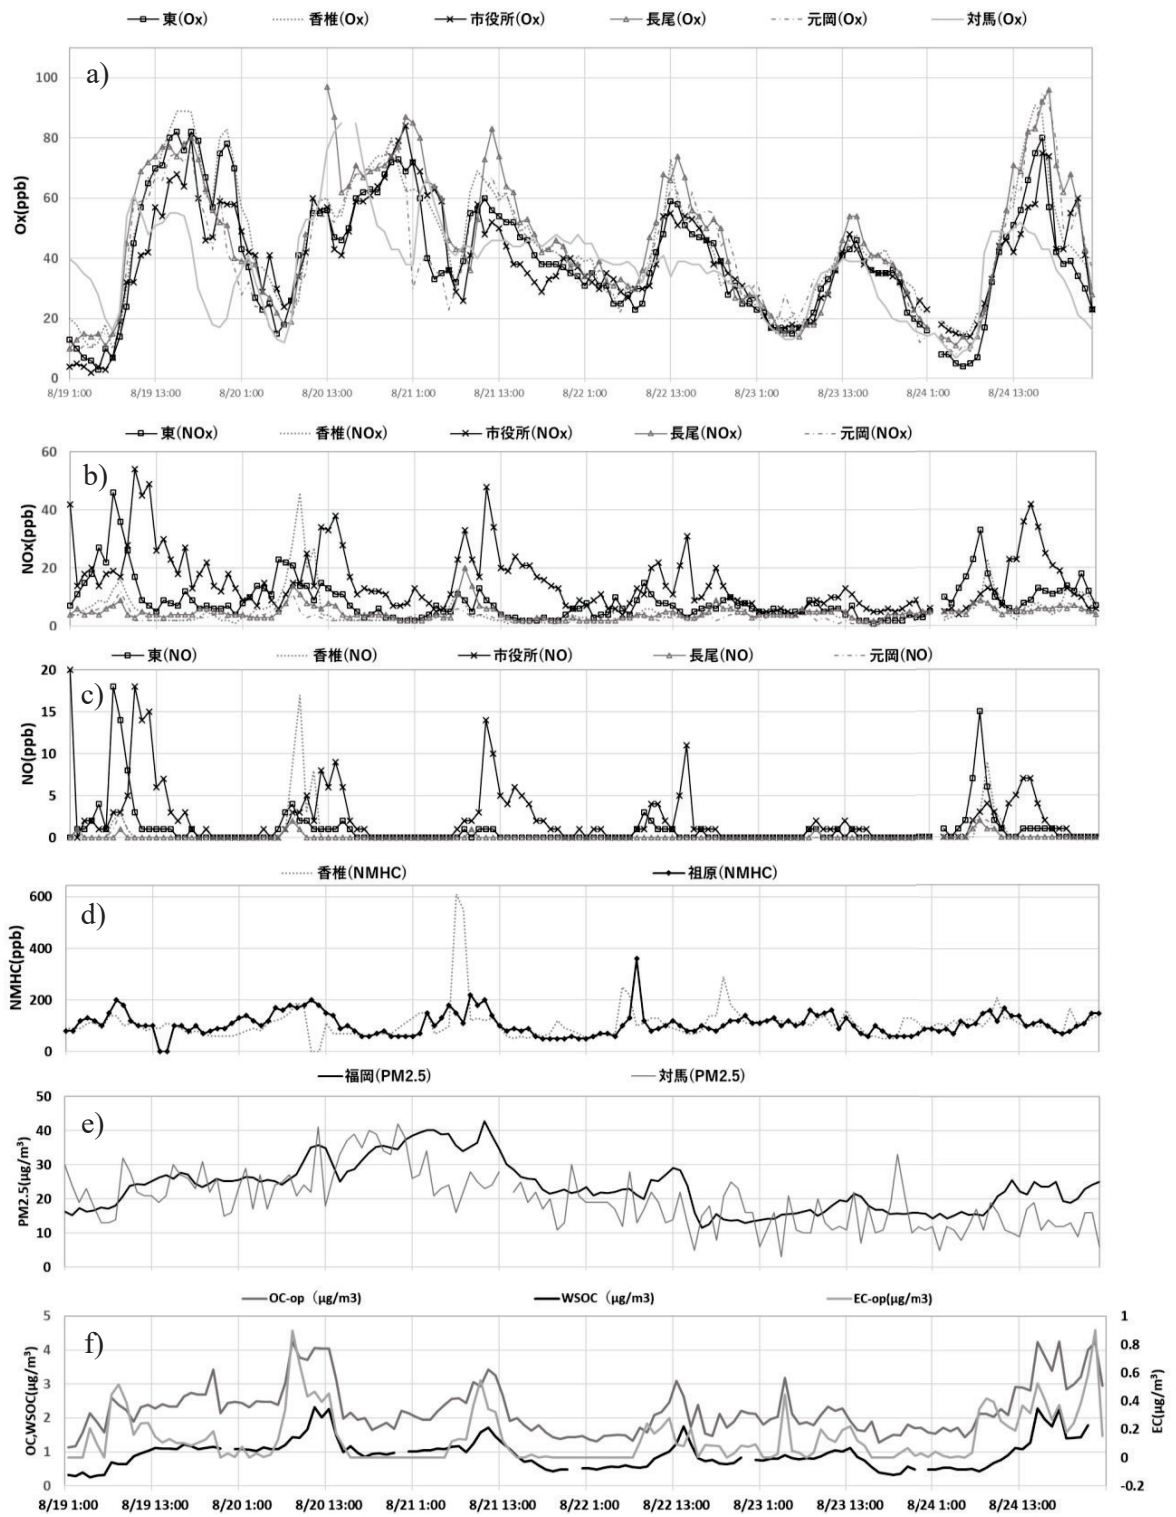 東(Ox) 香椎(Ox) 市役所(Ox) 長尾(Ox) 元岡(Ox) 対馬(Ox)
a)
Ox(ppb)
100
80
60
40
20
0
8/19 1:00 8/19 13:00 8/20 1:00 8/20 13:00 8/21 1:00 8/21 13:00 8/22 1:00 8/22 13:00 8/23 1:00 8/23 13:00 8/24 1:00 8/24 13:00
東(NOx) 香椎(NOx) 市役所(NOx) 長尾(NOx) 元岡(NOx)
b)
NOx(ppb)
60
40
20
0
東(NO) 香椎(NO) 市役所(NO) 長尾(NO) 元岡(NO)
c)
NO(ppb)
20
15
10
5
0
香椎(NMHC) 祖原(NMHC)
d)
NMHC(ppb)
600
400
200
0
福岡(PM2.5) 対馬(PM2.5)
e)
PM2.5(μg/m³)
50
40
30
20
10
0
OC-op（μg/m3) WSOC（μg/m3) EC-op(μg/m3)
f)
OC,WSOC(μg/m³)
5
4
3
2
1
0
EC(μg/m³)
1
0.8
0.6
0.4
0.2
0
-0.2
8/19 1:00 8/19 13:00 8/20 1:00 8/20 13:00 8/21 1:00 8/21 13:00 8/22 1:00 8/22 13:00 8/23 1:00 8/23 13:00 8/24 1:00 8/24 13:00